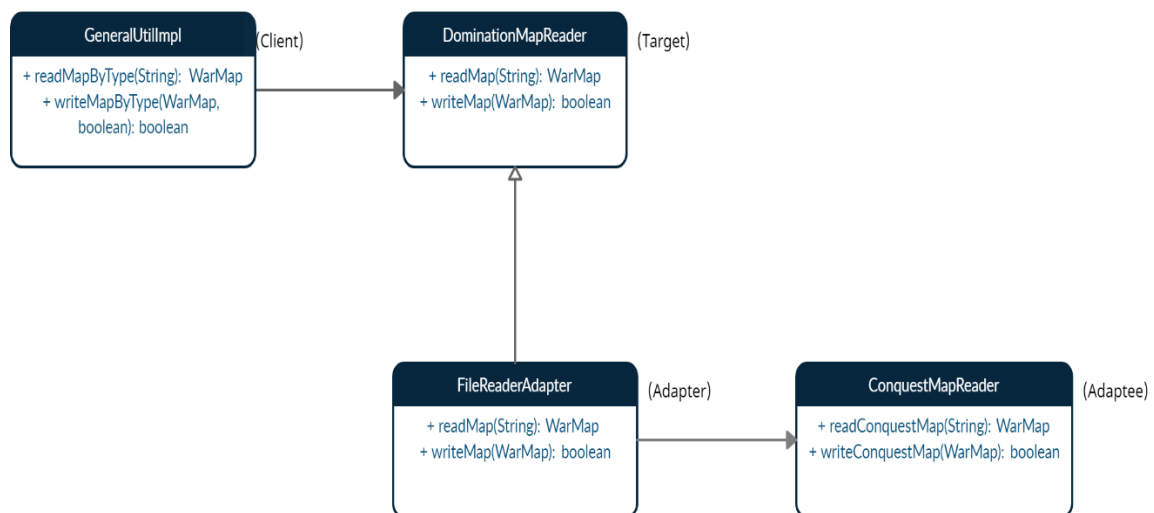 GeneralUtilImpl
(Client)
+ readMapByType(String): WarMap
+ writeMapByType(WarMap,
boolean): boolean
DominationMapReader
(Target)
+ readMap(String): WarMap
+ writeMap(WarMap): boolean
FileReaderAdapter
(Adapter)
+ readMap(String): WarMap
+ writeMap(WarMap): boolean
ConquestMapReader
(Adaptee)
+ readConquestMap(String): WarMap
+ writeConquestMap(WarMap): boolean